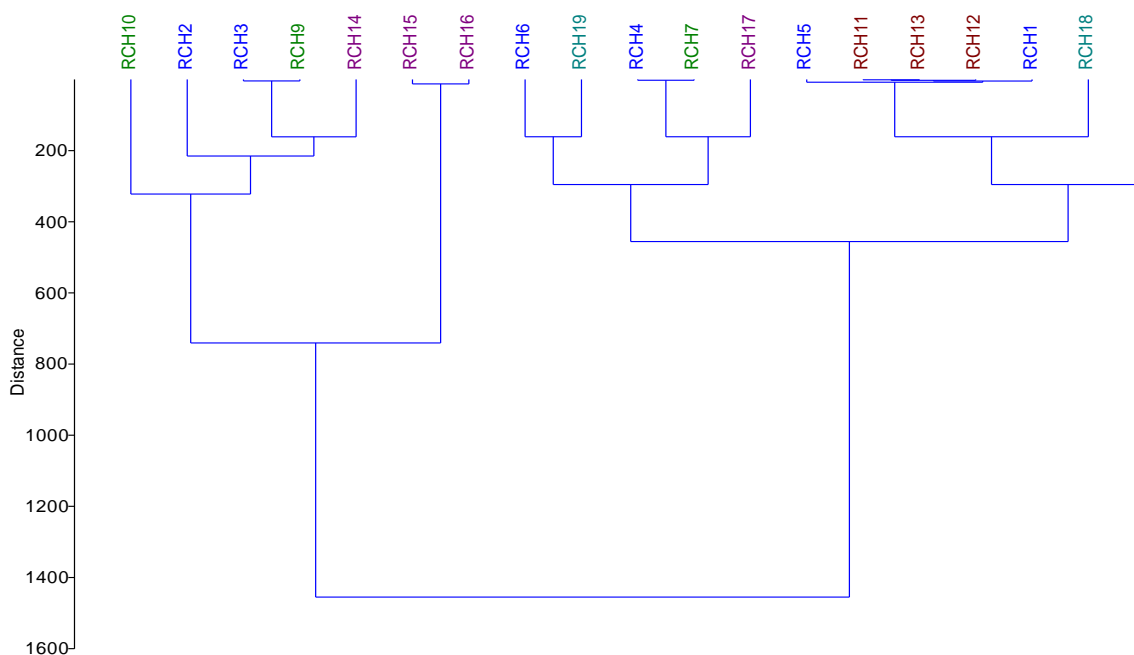 RCH10
RCH2
RCH3
RCH9
RCH14
RCH15
RCH16
RCH6
RCH19
RCH4
RCH7
RCH17
RCH5
RCH11
RCH13
RCH12
RCH1
RCH18
200
400
600
800
1000
1200
1400
1600
Distance